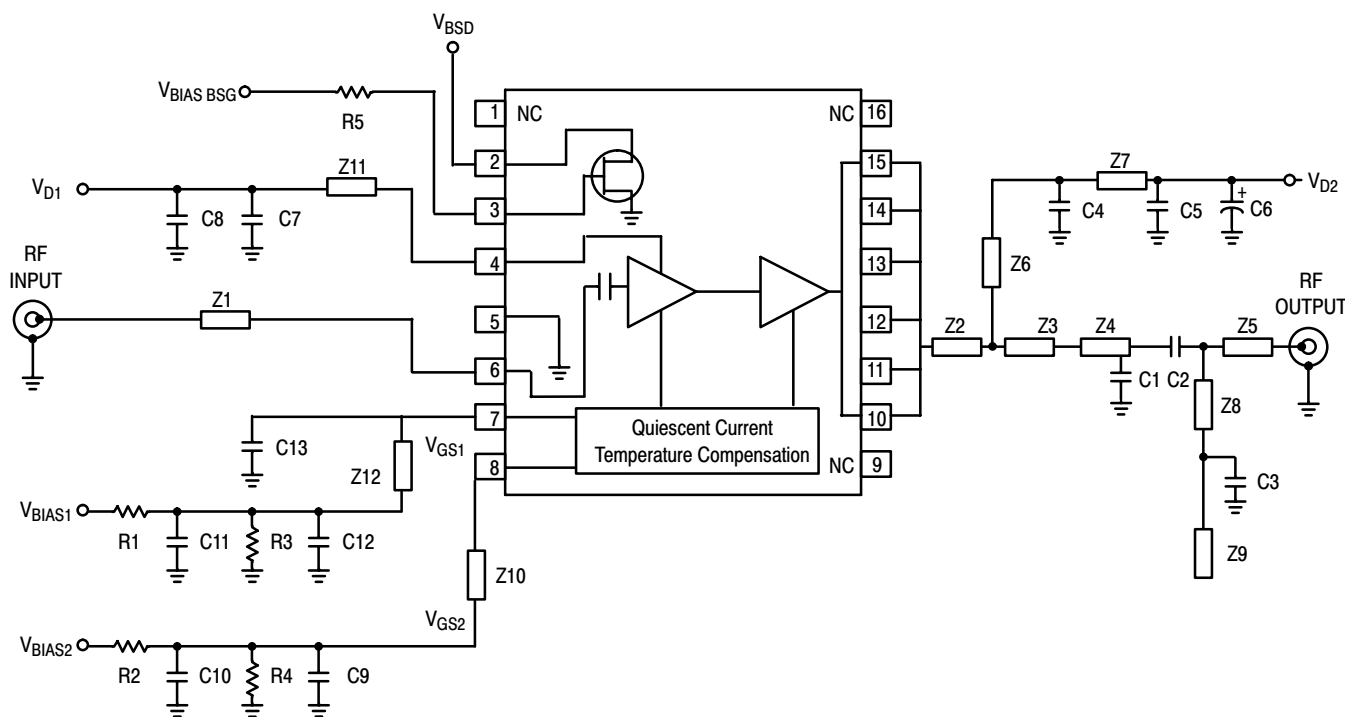 VBSD
VBIAS BSG
R5
1
NC
NC
16
2
15
Z11
Z7
VD1
VD2
C8
C7
3
14
C4
C5
+
C6
4
13
RF
INPUT
Z6
RF
OUTPUT
Z1
5
12
Z2
Z3
Z4
Z5
6
11
C1
C2
7
10
Z8
Quiescent Current
Temperature Compensation
C13
VGS1
8
NC
9
Z12
C3
VBIAS1
R1
C11
R3
C12
Z10
Z9
VGS2
VBIAS2
R2
C10
R4
C9